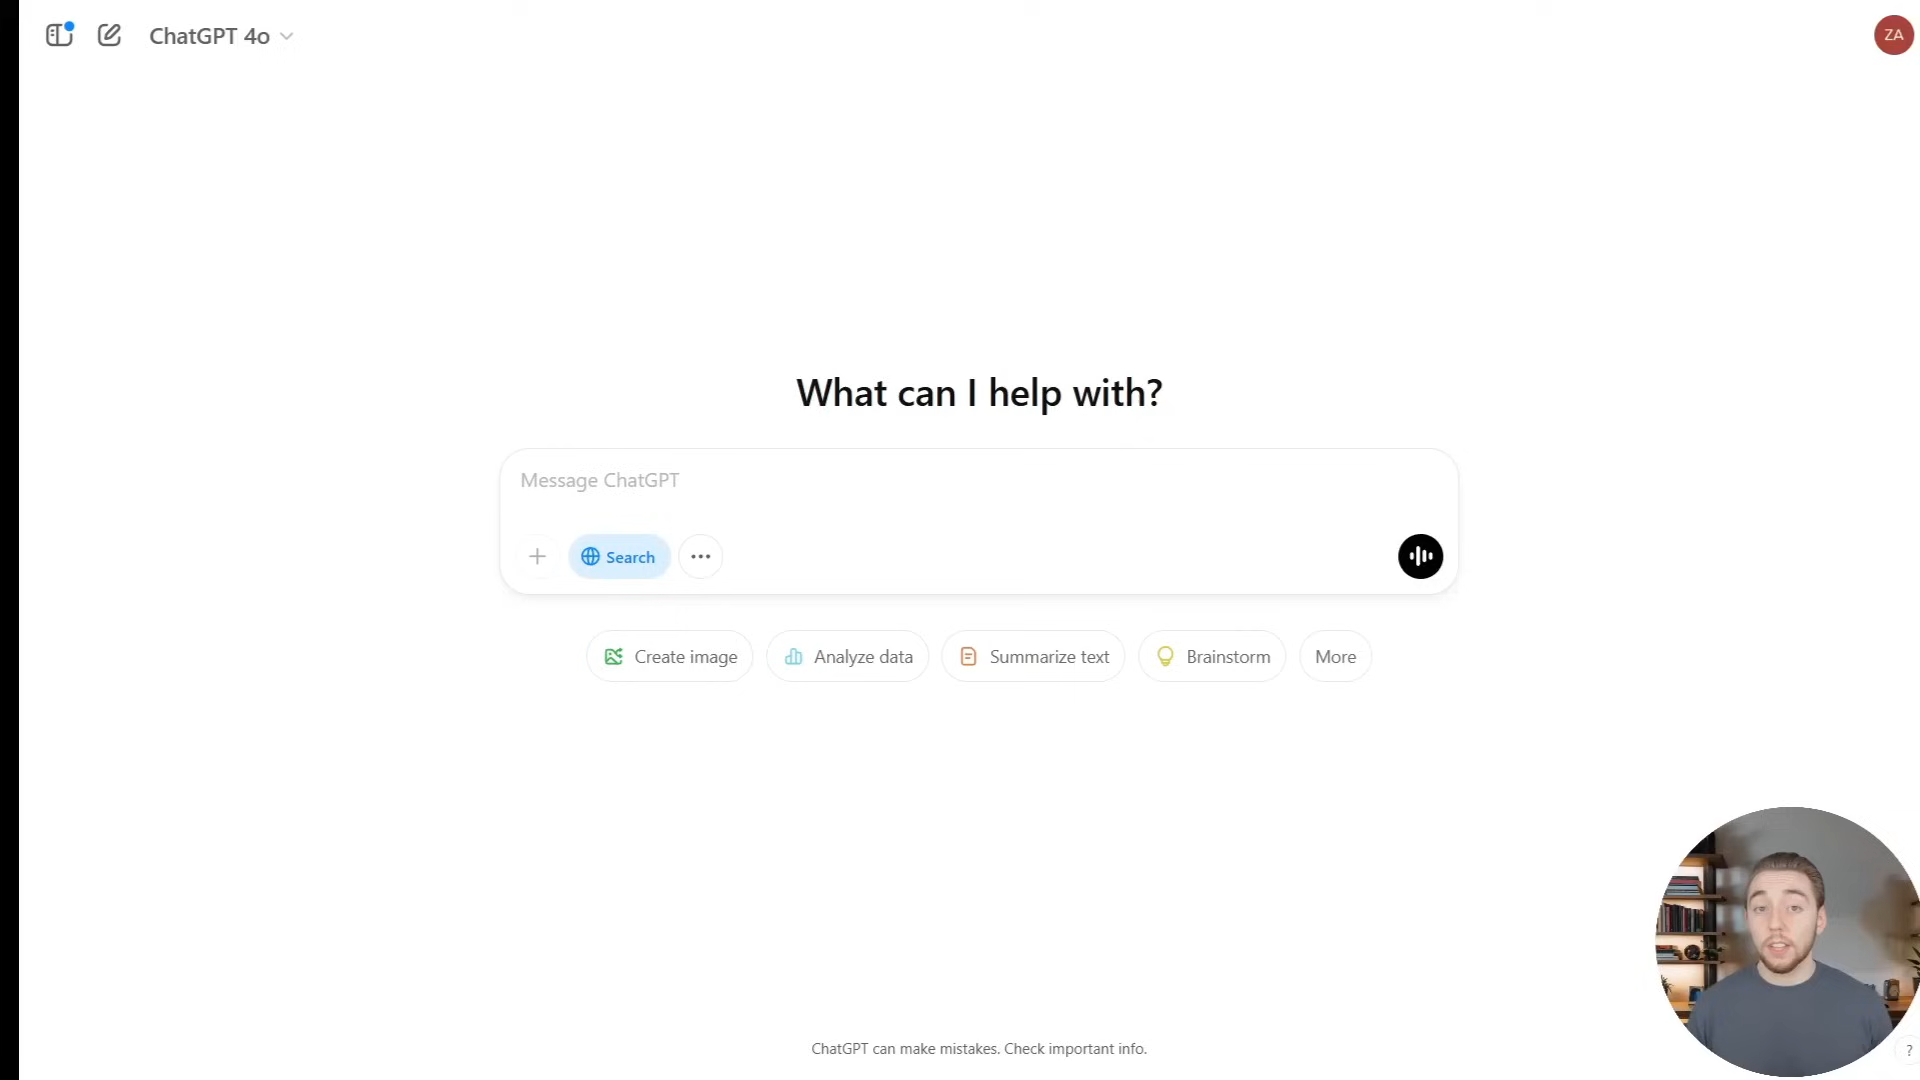 ChatGPT 4o
ZA
What can I help with?
Message ChatGPT
Search
Create image
Analyze data
Summarize text
Brainstorm
More
ChatGPT can make mistakes. Check important info.
?